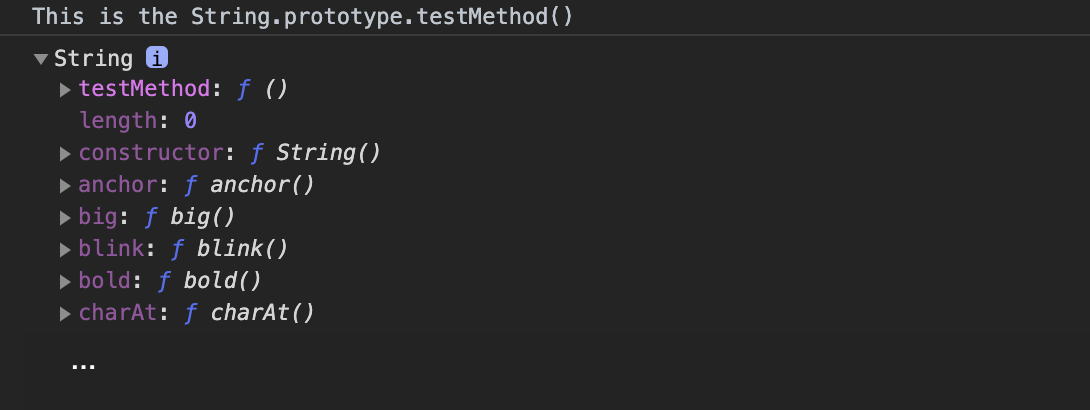 This is the String.prototype.testMethod()
▼String i
▶testMethod: ƒ ()
length: 0
▶constructor: ƒ String()
▶anchor: ƒ anchor()
▶big: ƒ big()
▶blink: ƒ blink()
▶bold: ƒ bold()
▶charAt: ƒ charAt()
...